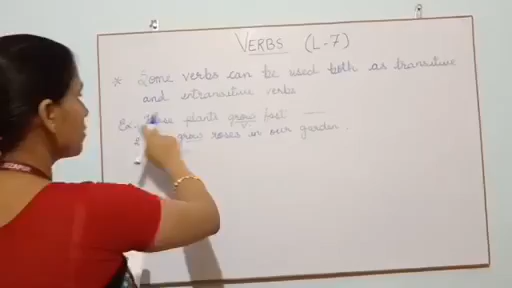 VERBS (L-7)
* Some verbs can be used both as transitive
and intransitive verbs
Ex- These plants grow fast
grow roses in our garden.